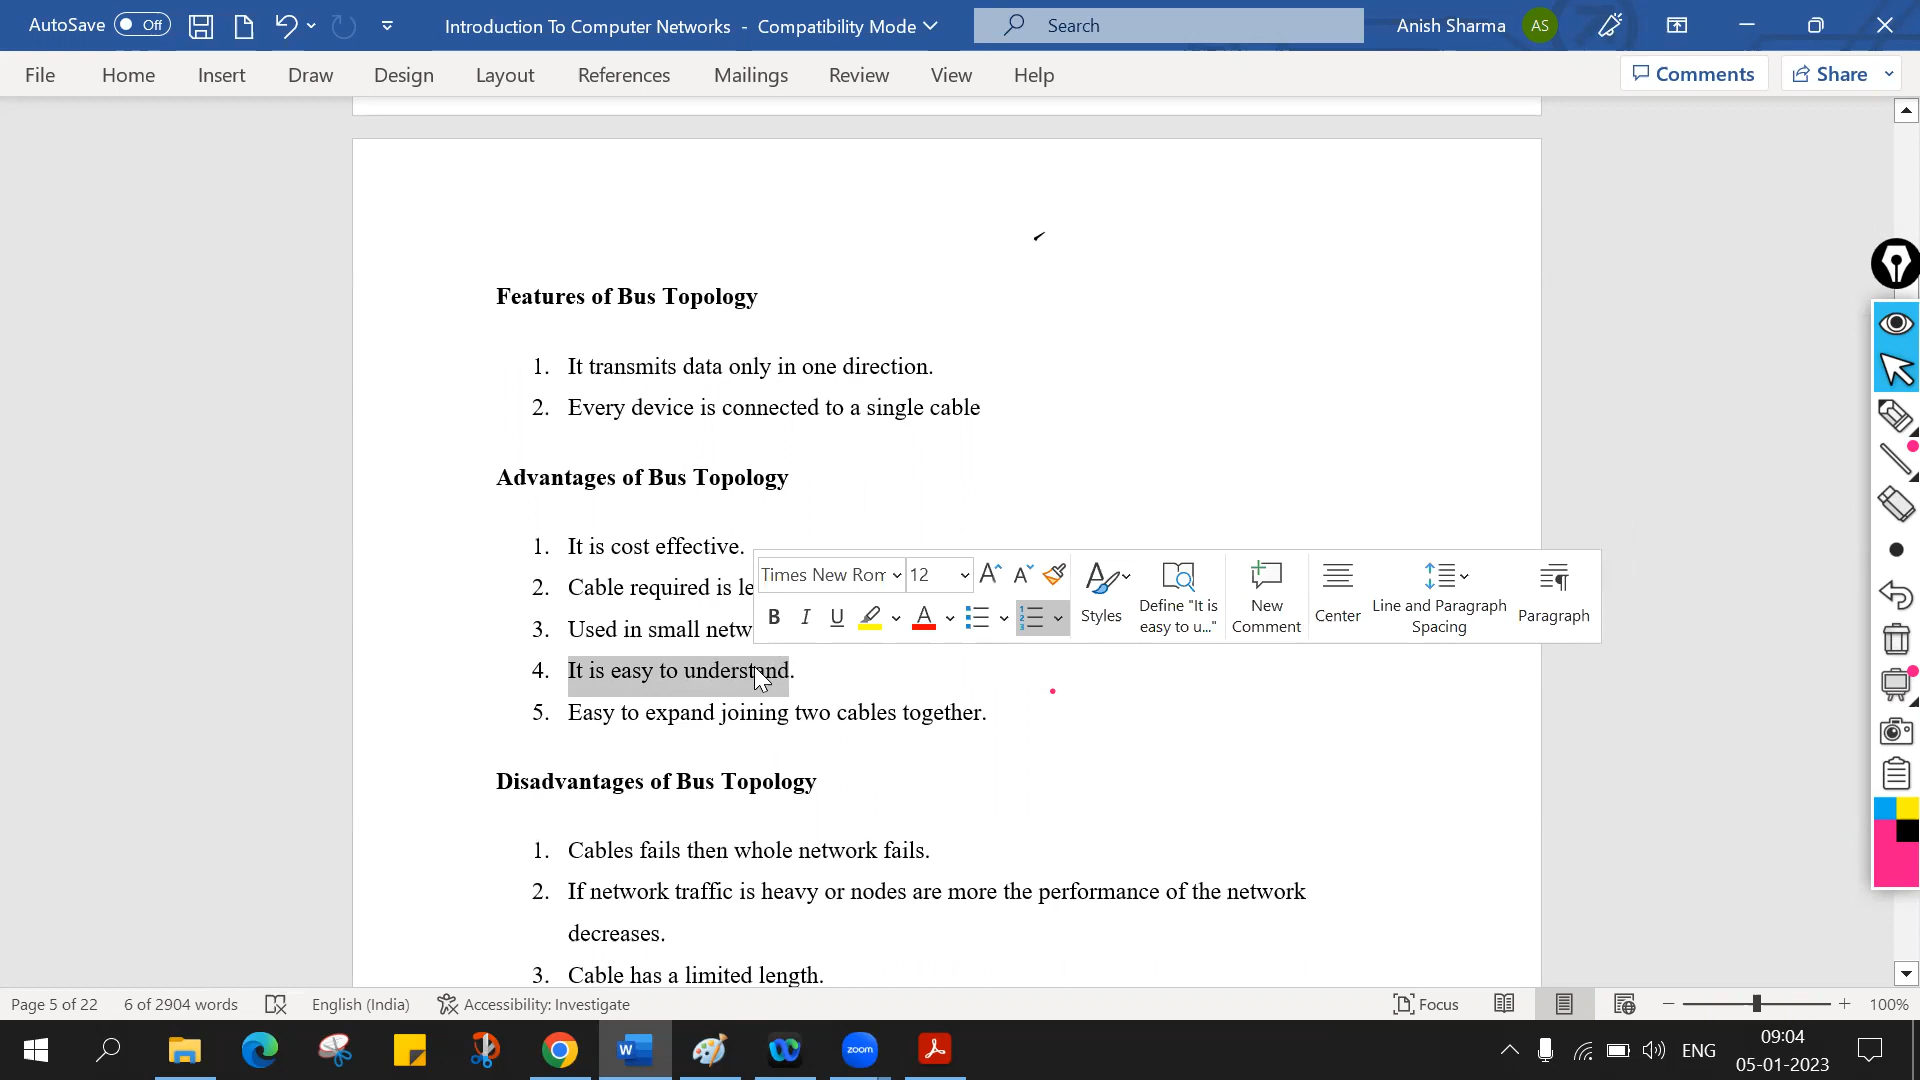 AutoSave Off Introduction To Computer Networks - Compatibility Mode Search Anish Sharma AS
File Home Insert Draw Design Layout References Mailings Review View Help Comments Share
Features of Bus Topology
1. It transmits data only in one direction.
2. Every device is connected to a single cable
Advantages of Bus Topology
1. It is cost effective.
2. Cable required is le
3. Used in small netw
4. It is easy to understand.
5. Easy to expand joining two cables together.
Times New Rom 12
B I U A Styles Define "It is easy to u..." New Comment Center Line and Paragraph Spacing Paragraph
Disadvantages of Bus Topology
1. Cables fails then whole network fails.
2. If network traffic is heavy or nodes are more the performance of the network
decreases.
3. Cable has a limited length.
Page 5 of 22 6 of 2904 words English (India) Accessibility: Investigate Focus 100%
zoom ENG 09:04
05-01-2023